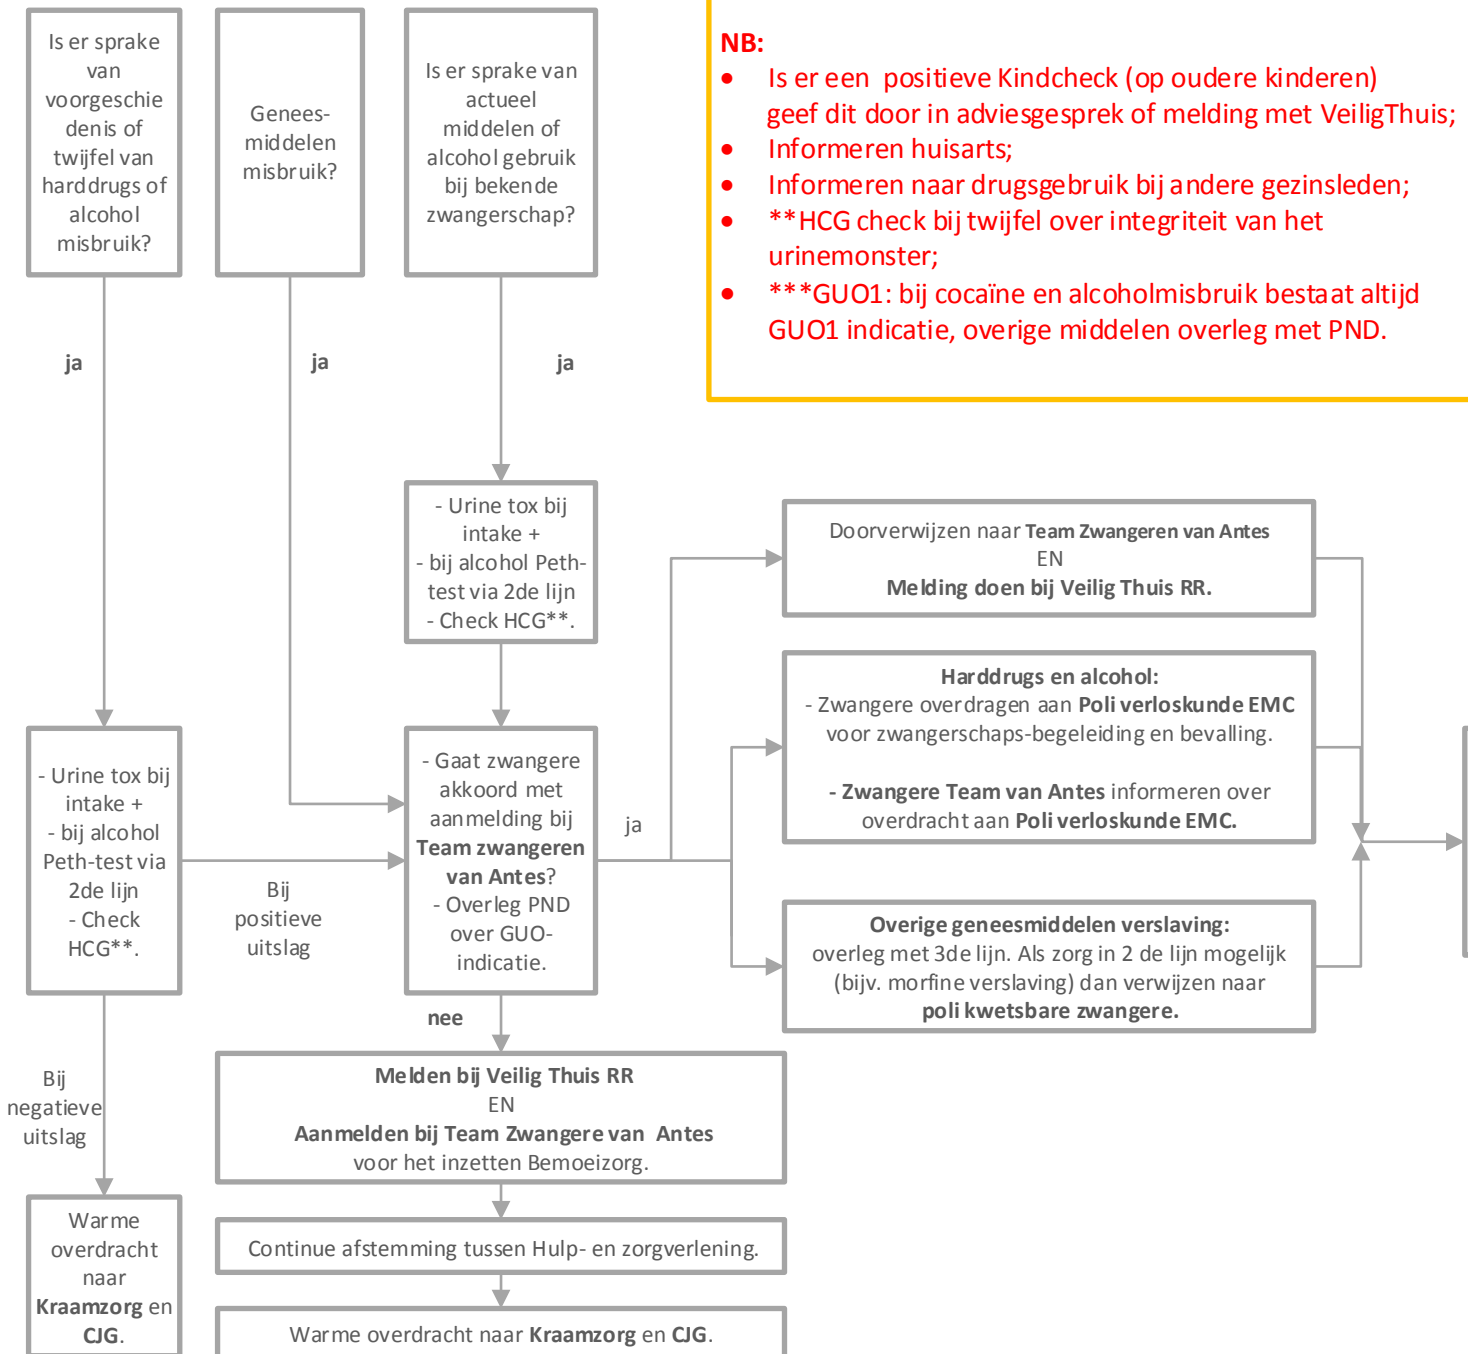 Is er sprake
van
voorgeschie
denis of
twijfel van
harddrugs of
alcohol
misbruik?
Genees-
middelen
misbruik?
Is er sprake van
actueel
middelen of
alcohol gebruik
bij bekende
zwangerschap?
NB:
• Is er een positieve Kindcheck (op oudere kinderen)
geef dit door in adviesgesprek of melding met VeiligThuis;
• Informeren huisarts;
• Informeren naar drugsgebruik bij andere gezinsleden;
• **HCG check bij twijfel over integriteit van het
urinemonster;
• ***GUO1: bij cocaïne en alcoholmisbruik bestaat altijd
GUO1 indicatie, overige middelen overleg met PND.
ja
ja
ja
- Urine tox bij
intake +
- bij alcohol Peth-
test via 2de lijn
- Check HCG**.
Doorverwijzen naar Team Zwangeren van Antes
EN
Melding doen bij Veilig Thuis RR.
Harddrugs en alcohol:
- Zwangere overdragen aan Poli verloskunde EMC
voor zwangerschaps-begeleiding en bevalling.
- Zwangere Team van Antes informeren over
overdracht aan Poli verloskunde EMC.
- Urine tox bij
intake +
- bij alcohol
Peth-test via
2de lijn
- Check
HCG**.
Bij
positieve
uitslag
- Gaat zwangere
akkoord met
aanmelding bij
Team zwangeren
van Antes?
- Overleg PND
over GUO-
indicatie.
ja
Overige geneesmiddelen verslaving:
overleg met 3de lijn. Als zorg in 2 de lijn mogelijk
(bijv. morfine verslaving) dan verwijzen naar
poli kwetsbare zwangere.
nee
Bij
negatieve
uitslag
Melden bij Veilig Thuis RR
EN
Aanmelden bij Team Zwangere van Antes
voor het inzetten Bemoeizorg.
Warme
overdracht
naar
Kraamzorg en
CJG.
Continue afstemming tussen Hulp- en zorgverlening.
Warme overdracht naar Kraamzorg en CJG.